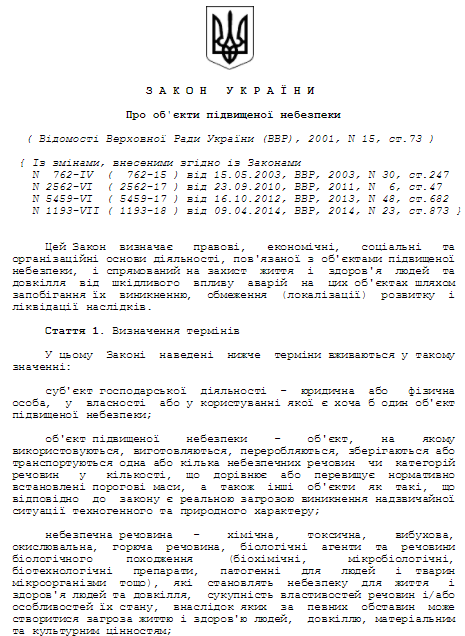 З А К О Н   У К Р А Ї Н И
Про об'єкти підвищеної небезпеки
( Відомості Верховної Ради України (ВВР), 2001, N 15, ст.73 )
{ Із змінами, внесеними згідно із Законами
N 762-IV ( 762-15 ) від 15.05.2003, ВВР, 2003, N 30, ст.247
N 2562-VI ( 2562-17 ) від 23.09.2010, ВВР, 2011, N 6, ст.47
N 5459-VI ( 5459-17 ) від 16.10.2012, ВВР, 2013, N 48, ст.682
N 1193-VII ( 1193-18 ) від 09.04.2014, ВВР, 2014, N 23, ст.873 }
Цей Закон визначає правові, економічні, соціальні та
організаційні основи діяльності, пов'язаної з об'єктами підвищеної
небезпеки, і спрямований на захист життя і здоров'я людей та
довкілля від шкідливого впливу аварій на цих об'єктах шляхом
запобігання їх виникненню, обмеження (локалізації) розвитку і
ліквідації наслідків.
Стаття 1. Визначення термінів
У цьому Законі наведені нижче терміни вживаються у такому
значенні:
суб'єкт господарської діяльності - юридична або фізична
особа, у власності або у користуванні якої є хоча б один об'єкт
підвищеної небезпеки;
об'єкт підвищеної небезпеки - об'єкт, на якому
використовуються, виготовляються, переробляються, зберігаються або
транспортуються одна або кілька небезпечних речовин чи категорій
речовин у кількості, що дорівнює або перевищує нормативно
встановлені порогові маси, а також інші об'єкти як такі, що
відповідно до закону є реальною загрозою виникнення надзвичайної
ситуації техногенного та природного характеру;
небезпечна речовина - хімічна, токсична, вибухова,
окислювальна, горюча речовина, біологічні агенти та речовини
біологічного походження (біохімічні, мікробіологічні,
біотехнологічні препарати, патогенні для людей і тварин
мікроорганізми тощо), які становлять небезпеку для життя і
здоров'я людей та довкілля, сукупність властивостей речовин і/або
особливостей їх стану, внаслідок яких за певних обставин може
створитися загроза життю і здоров'ю людей, довкіллю, матеріальним
та культурним цінностям;